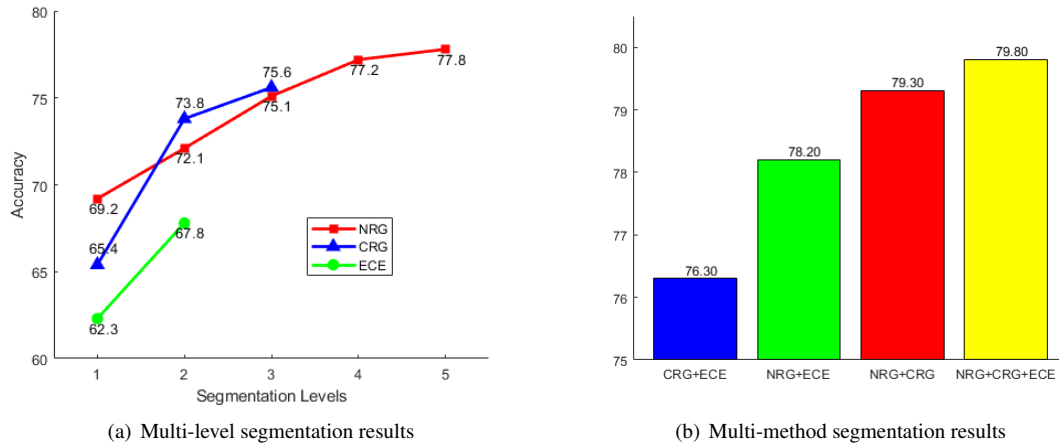 80
75
70
65
60
Accuracy
69.2
72.1
75.1
77.2
77.8
65.4
73.8
75.6
62.3
67.8
NRG
CRG
ECE
1 2 3 4 5
Segmentation Levels
(a) Multi-level segmentation results
80
79
78
77
76
75
76.30
78.20
79.30
79.80
CRG+ECE NRG+ECE NRG+CRG NRG+CRG+ECE
(b) Multi-method segmentation results